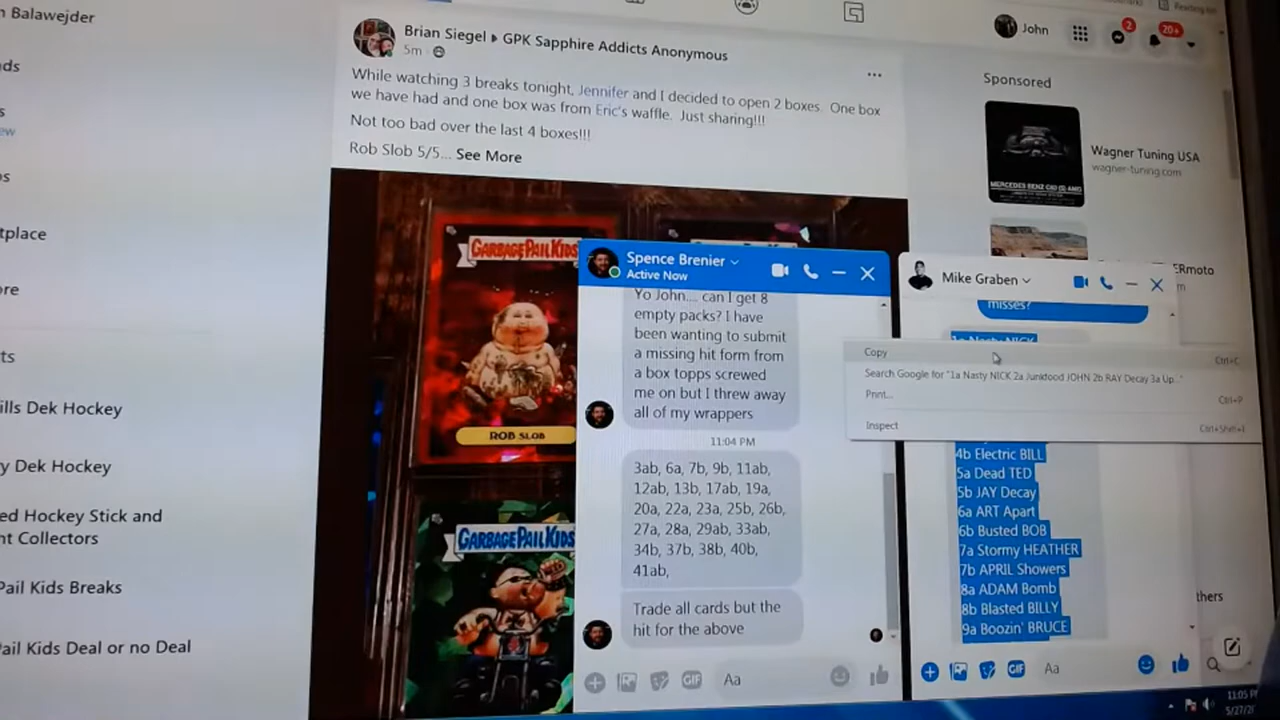 Balawejder
ds
s
ew
os
tplace
ore
ts
ills Dek Hockey
y Dek Hockey
ed Hockey Stick and
nt Collectors
Pail Kids Breaks
ail Kids Deal or no Deal
Brian Siegel ▸ GPK Sapphire Addicts Anonymous
5m
While watching 3 breaks tonight, Jennifer and I decided to open 2 boxes. One box
we have had and one box was from Eric's waffle. Just sharing!!!
Not too bad over the last 4 boxes!!!
Rob Slob 5/5... See More
GARBAGE PAIL KIDS
ROB SLOB
GARBAGE PAIL KIDS
Spence Brenier
Active Now
Yo John.... can I get 8
empty packs? I have
been wanting to submit
a missing hit form from
a box topps screwed
me on but I threw away
all of my wrappers
11:04 PM
3ab, 6a, 7b, 9b, 11ab,
12ab, 13b, 17ab, 19a,
20a, 22a, 23a, 25b, 26b,
27a, 28a, 29ab, 33ab,
34b, 37b, 38b, 40b,
41ab,
Trade all cards but the
hit for the above
GIF
Aa
John
2
20+
Sponsored
MERCEDES BENZ G63 (S) AMG
Wagner Tuning USA
wagner-tuning.com
ERmoto
m
Mike Graben
misses?
1a Nasty NICK
Copy
Ctrl+C
Search Google for "1a Nasty NICK 2a Junkfood JOHN 2b RAY Decay 3a Up..."
Print...
Ctrl+P
Inspect
Ctrl+Shift+I
4b Electric BILL
5a Dead TED
5b JAY Decay
6a ART Apart
6b Busted BOB
7a Stormy HEATHER
7b APRIL Showers
8a ADAM Bomb
8b Blasted BILLY
9a Boozin' BRUCE
GIF
Aa
thers
11:05 P
5/27/2